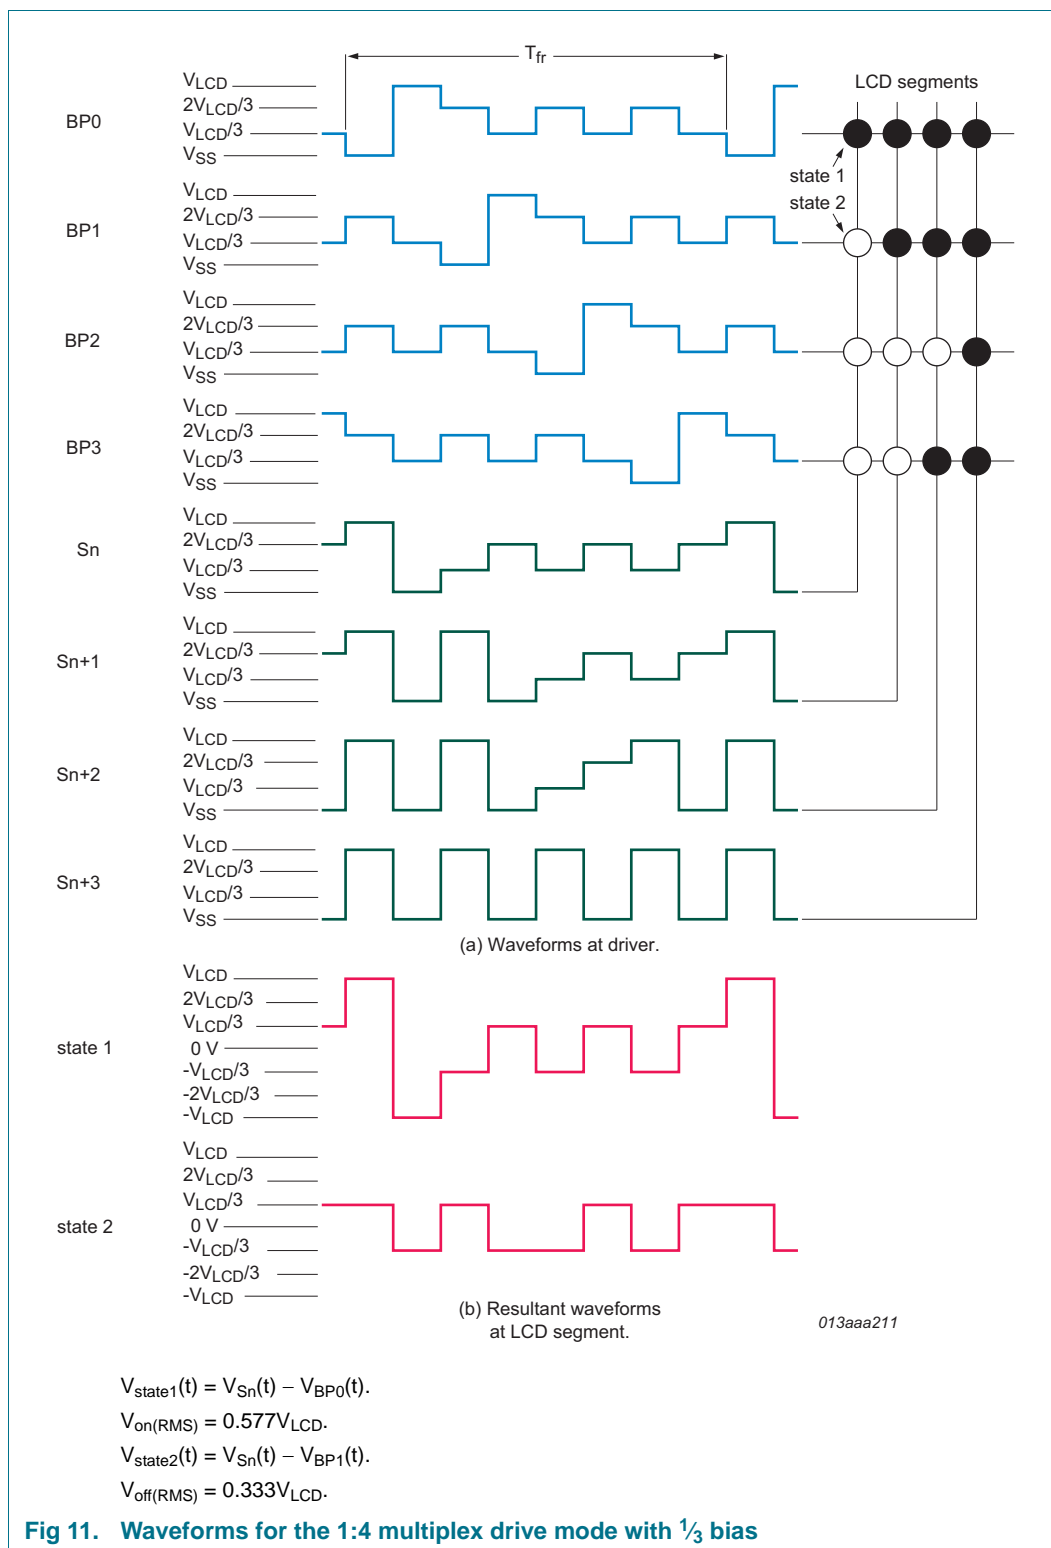 Tfr
LCD segments
BP0
VLCD
2VLCD/3
VLCD/3
VSS
state 1
state 2
BP1
VLCD
2VLCD/3
VLCD/3
VSS
BP2
VLCD
2VLCD/3
VLCD/3
VSS
BP3
VLCD
2VLCD/3
VLCD/3
VSS
Sn
VLCD
2VLCD/3
VLCD/3
VSS
Sn+1
VLCD
2VLCD/3
VLCD/3
VSS
Sn+2
VLCD
2VLCD/3
VLCD/3
VSS
Sn+3
VLCD
2VLCD/3
VLCD/3
VSS
(a) Waveforms at driver.
state 1
VLCD
2VLCD/3
VLCD/3
0 V
-VLCD/3
-2VLCD/3
-VLCD
state 2
VLCD
2VLCD/3
VLCD/3
0 V
-VLCD/3
-2VLCD/3
-VLCD
(b) Resultant waveforms
at LCD segment.
013aaa211
Vstate1(t) = VSn(t) − VBP0(t).
Von(RMS) = 0.577VLCD.
Vstate2(t) = VSn(t) − VBP1(t).
Voff(RMS) = 0.333VLCD.
Fig 11. Waveforms for the 1:4 multiplex drive mode with 1⁄3 bias